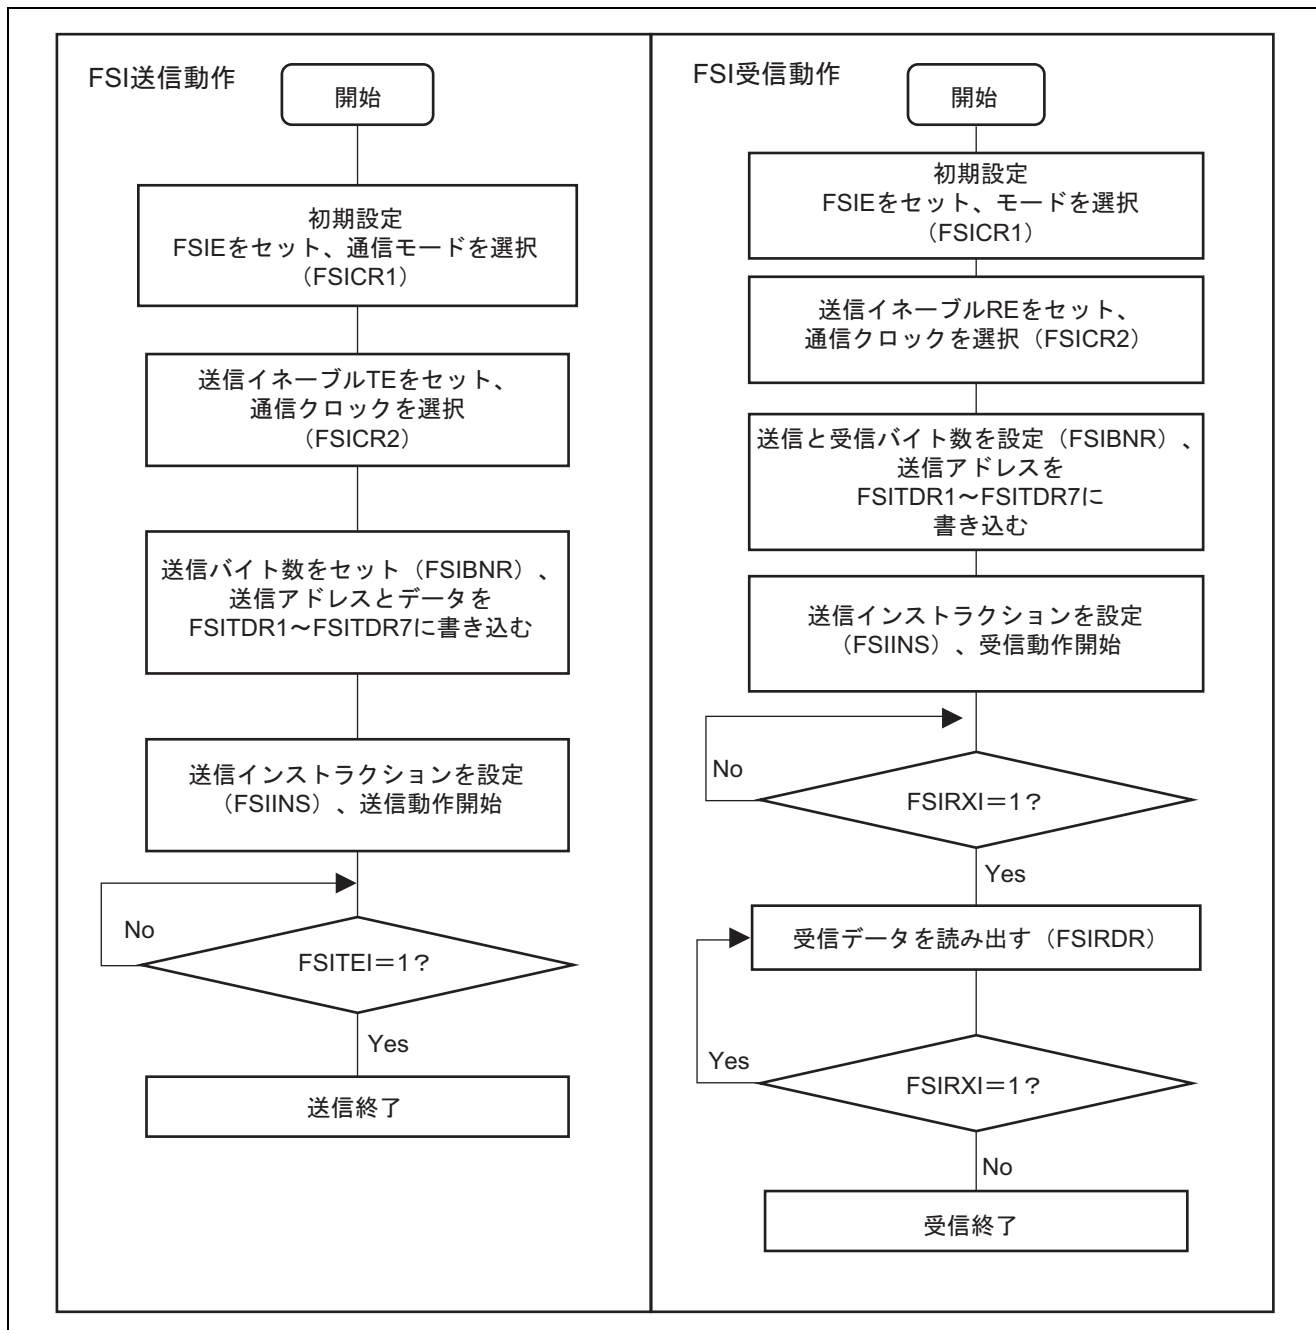 FSI送信動作
開始
初期設定
FSIEをセット、通信モードを選択
（FSICR1）
送信イネーブルTEをセット、
通信クロックを選択
（FSICR2）
送信バイト数をセット（FSIBNR）、
送信アドレスとデータを
FSITDR1～FSITDR7に書き込む
送信インストラクションを設定
（FSIINS）、送信動作開始
No
FSITEI＝1？
Yes
送信終了
FSI受信動作
開始
初期設定
FSIEをセット、モードを選択
（FSICR1）
送信イネーブルREをセット、
通信クロックを選択（FSICR2）
送信と受信バイト数を設定（FSIBNR）、
送信アドレスを
FSITDR1～FSITDR7に
書き込む
送信インストラクションを設定
（FSIINS）、受信動作開始
No
FSIRXI＝1？
Yes
受信データを読み出す（FSIRDR）
Yes
FSIRXI＝1？
No
受信終了